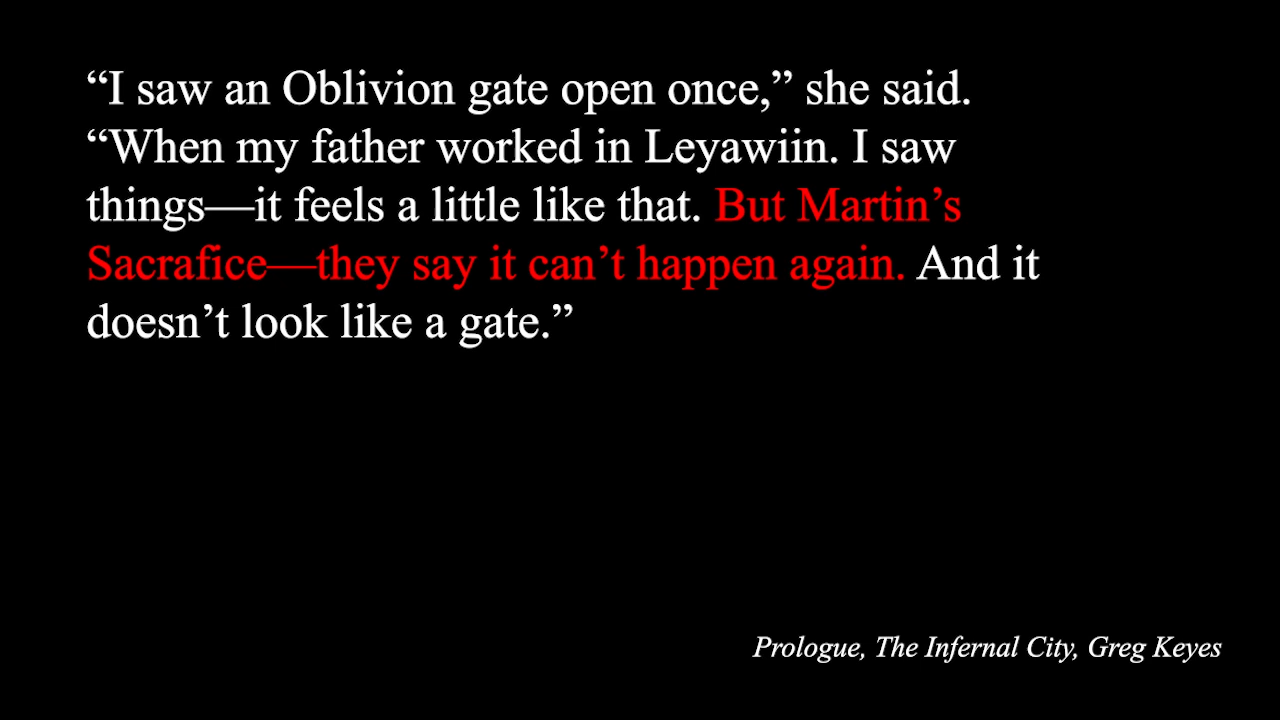 “I saw an Oblivion gate open once,” she said.
“When my father worked in Leyawiin. I saw
things—it feels a little like that. But Martin’s
Sacrafice—they say it can’t happen again. And it
doesn’t look like a gate.”
Prologue, The Infernal City, Greg Keyes